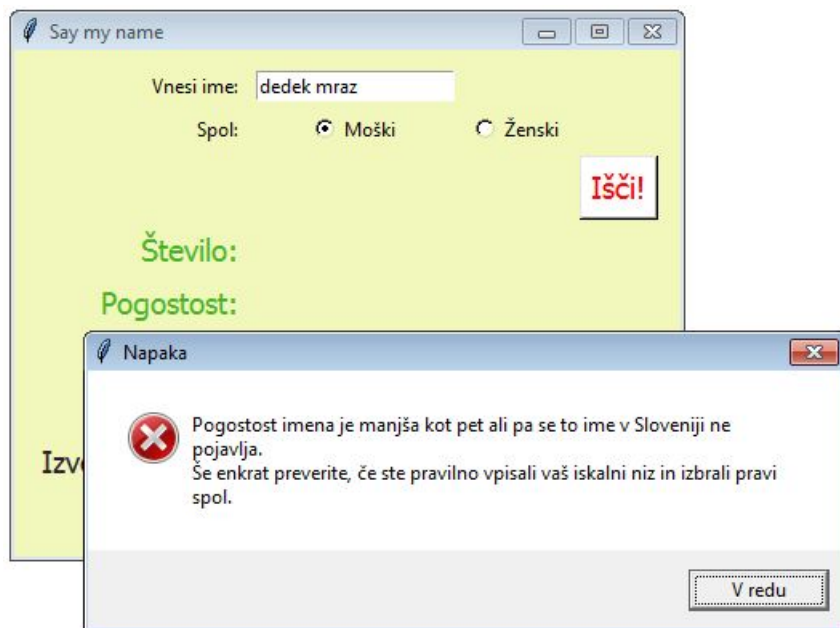 Say my name
Vnesi ime: dedek mraz
Spol: Moški Ženski
Išči!
Število:
Pogostost:
Napaka
Pogostost imena je manjša kot pet ali pa se to ime v Sloveniji ne
pojavlja.
Še enkrat preverite, če ste pravilno vpisali vaš iskalni niz in izbrali pravi
spol.
V redu